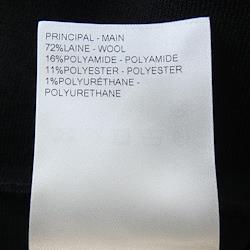 PRINCIPAL - MAIN
72%LAINE - WOOL
16%POLYAMIDE - POLYAMIDE
11%POLYESTER - POLYESTER
1%POLYURÉTHANE -
POLYURETHANE